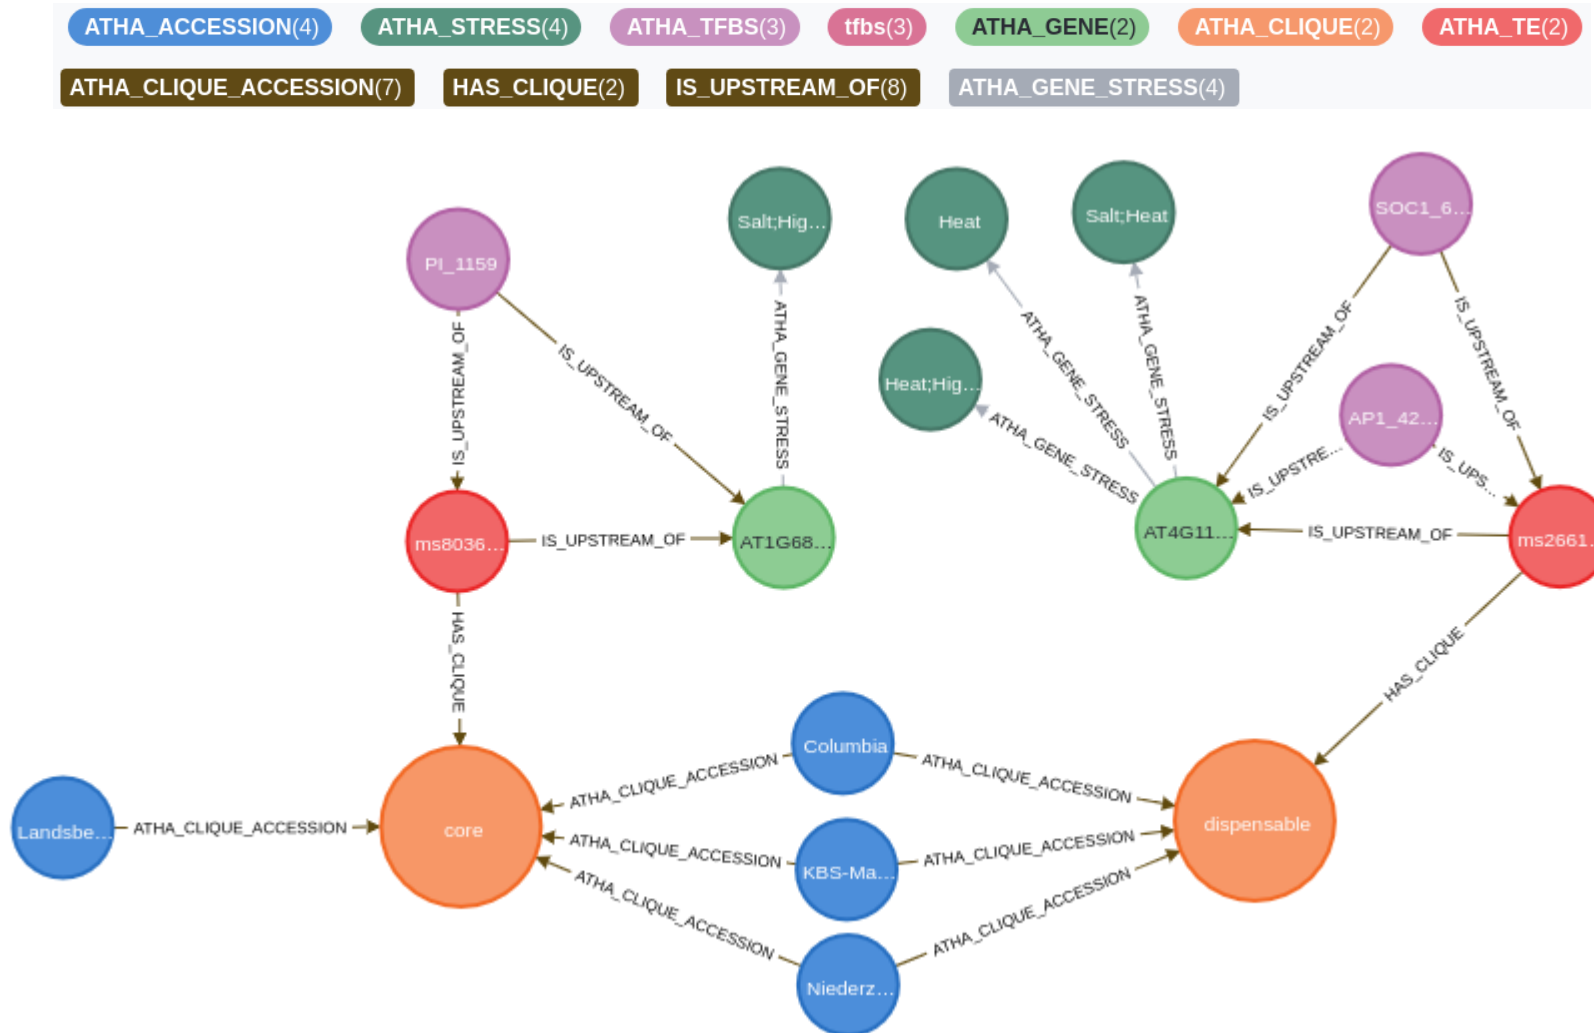 ATHA_ACCESSION(4) ATHA_STRESS(4) ATHA_TFBS(3) tfbs(3) ATHA_GENE(2) ATHA_CLIQUE(2) ATHA_TE(2)
ATHA_CLIQUE_ACCESSION(7) HAS_CLIQUE(2) IS_UPSTREAM_OF(8) ATHA_GENE_STRESS(4)
PI_1159
Salt;Hig...
Heat
Salt;Heat
SOC1_6...
Heat;Hig...
AP1_42...
IS_UPSTREAM_OF
IS_UPSTREAM_OF
ATHA_GENE_STRESS
ATHA_GENE_STRESS
ATHA_GENE_STRESS
ATHA_GENE_STRESS
IS_UPSTREAM_OF
IS_UPSTREAM_OF
IS_UPSTRE...
IS_UPS...
ms8036...
IS_UPSTREAM_OF
AT1G68...
AT4G11...
IS_UPSTREAM_OF
ms2661.
HAS_CLIQUE
HAS_CLIQUE
Landsbe...
ATHA_CLIQUE_ACCESSION
core
ATHA_CLIQUE_ACCESSION
Columbia
ATHA_CLIQUE_ACCESSION
dispensable
ATHA_CLIQUE_ACCESSION
KBS-Ma...
ATHA_CLIQUE_ACCESSION
ATHA_CLIQUE_ACCESSION
Niederz...
ATHA_CLIQUE_ACCESSION